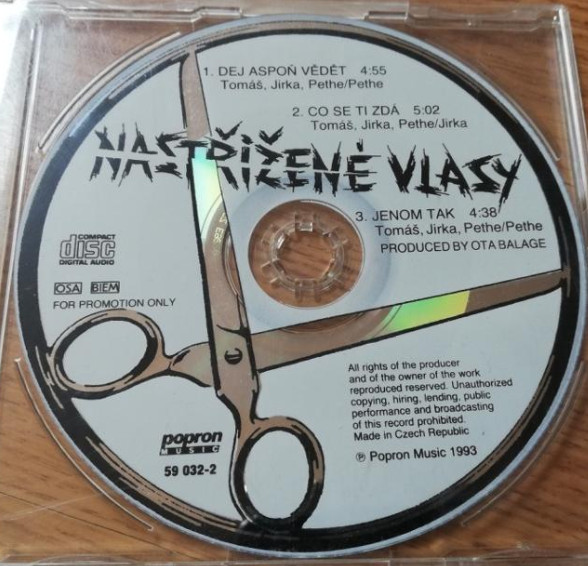 1. DEJ ASPOŇ VĚDĚT 4:55
Tomáš, Jirka, Pethe/Pethe
2. CO SE TI ZDÁ 5:02
Tomáš, Jirka, Pethe/Jirka
NASTŘÍŽENÉ VLASY
3. JENOM TAK 4:38
Tomáš, Jirka, Pethe/Pethe
PRODUCED BY OTA BALAGE
COMPACT
disc
DIGITAL AUDIO
OSA BIEM
FOR PROMOTION ONLY
All rights of the producer
and of the owner of the work
reproduced reserved. Unauthorized
copying, hiring, lending, public
performance and broadcasting
of this record prohibited.
Made in Czech Republic
℗ Popron Music 1993
popron
MUSIC
59 032-2